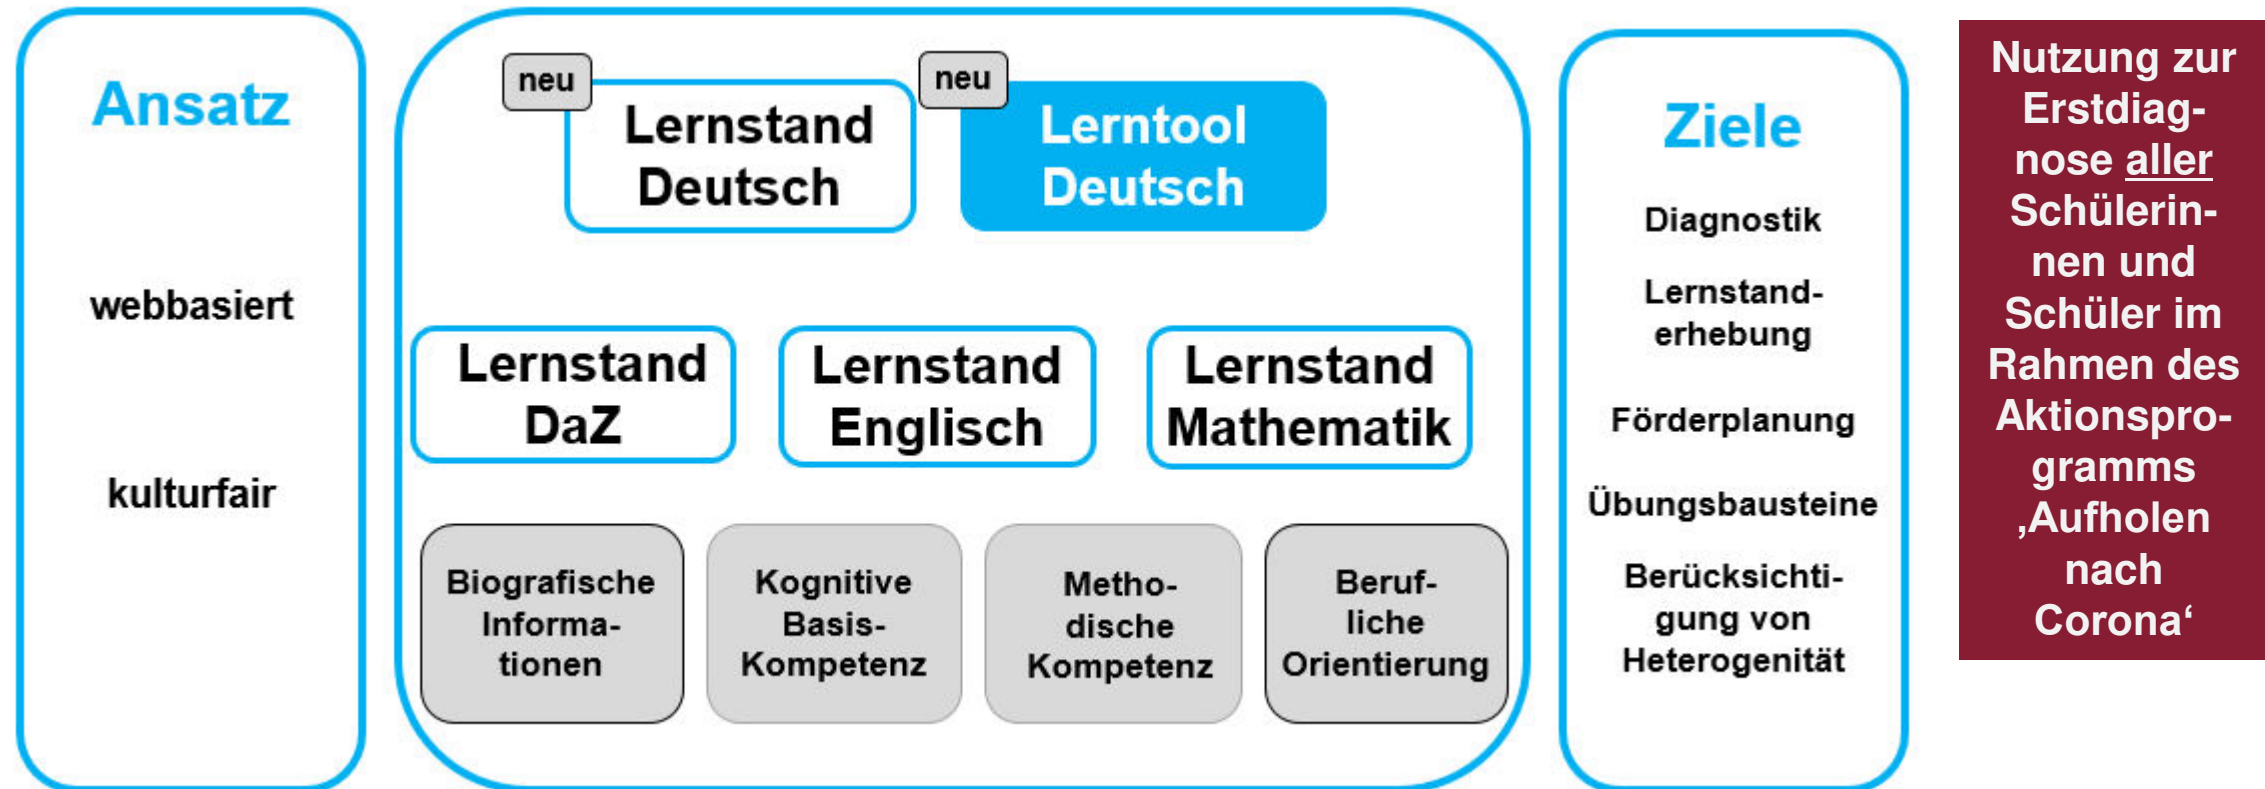 Ansatz
webbasiert
kulturfair
neu
Lernstand
Deutsch
neu
Lerntool
Deutsch
Lernstand
DaZ
Lernstand
Englisch
Lernstand
Mathematik
Biografische
Informa-
tionen
Kognitive
Basis-
Kompetenz
Metho-
dische
Kompetenz
Beruf-
liche
Orientierung
Ziele
Diagnostik
Lernstand-
erhebung
Förderplanung
Übungsbausteine
Berücksichti-
gung von
Heterogenität
Nutzung zur
Erstdiag-
nose aller
Schülerin-
nen und
Schüler im
Rahmen des
Aktionspro-
gramms
‚Aufholen
nach
Corona‘